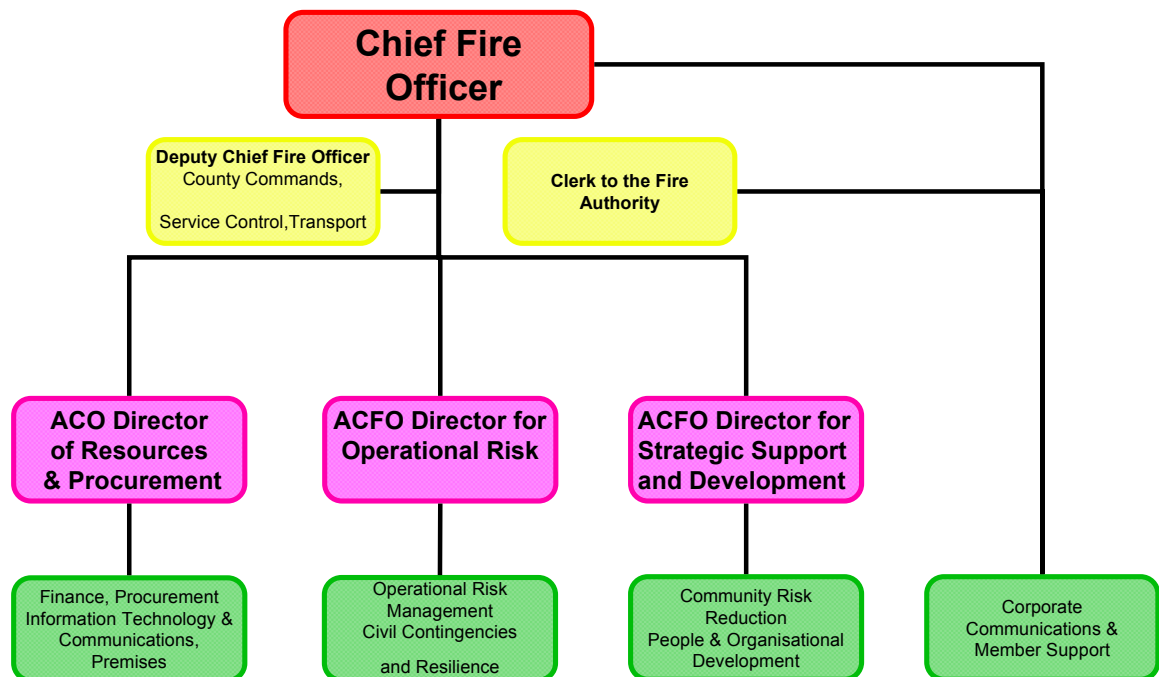 Chief Fire
Officer
Deputy Chief Fire Officer
County Commands,
Service Control,Transport
Clerk to the Fire
Authority
ACO Director
of Resources
& Procurement
ACFO Director for
Operational Risk
ACFO Director for
Strategic Support
and Development
Finance, Procurement
Information Technology &
Communications,
Premises
Operational Risk
Management
Civil Contingencies
and Resilience
Community Risk
Reduction
People & Organisational
Development
Corporate
Communications &
Member Support